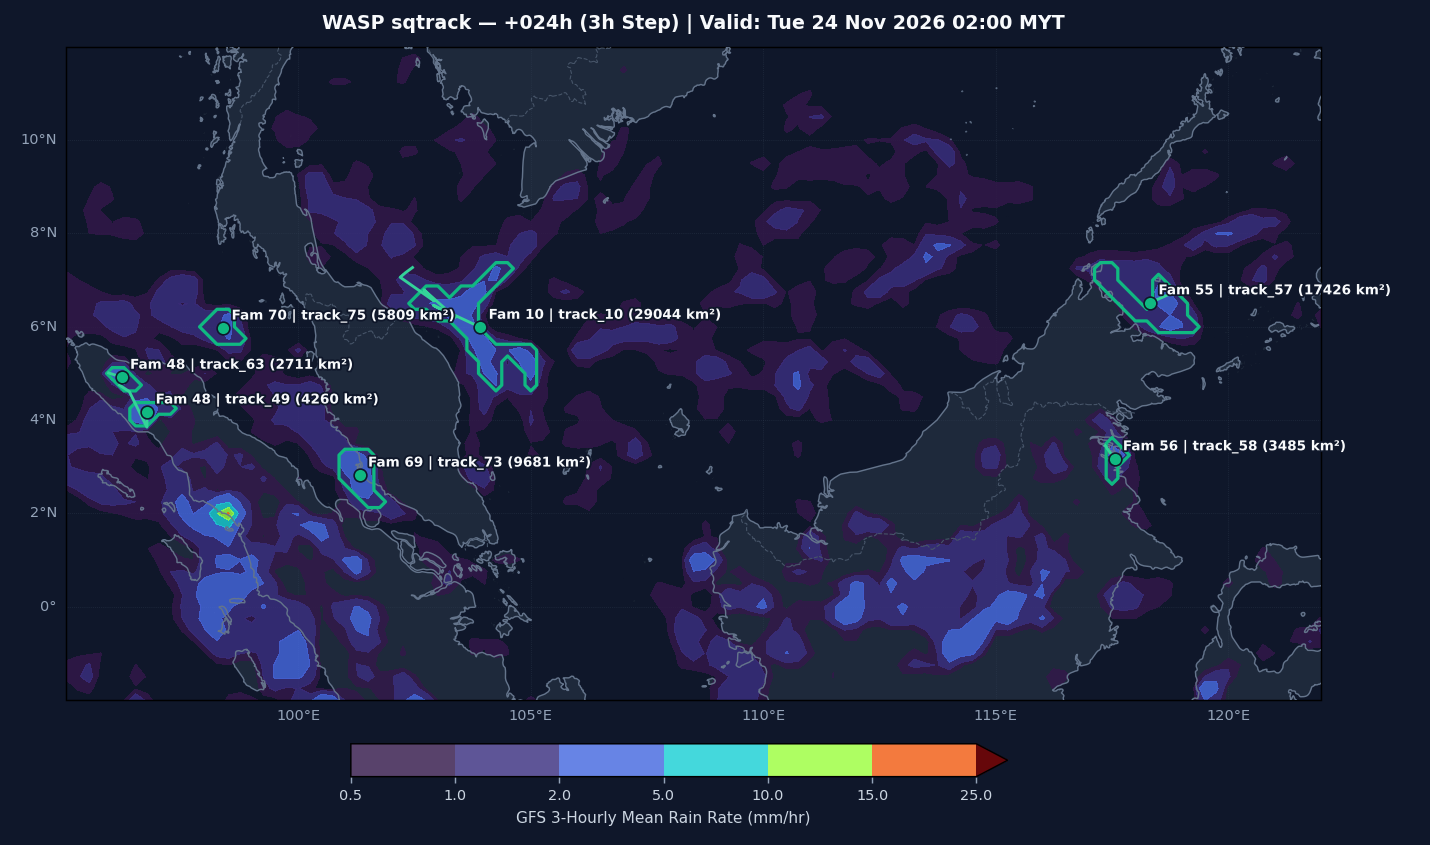 WASP sqtrack — +024h (3h Step) | Valid: Tue 24 Nov 2026 02:00 MYT
10°N
8°N
6°N
4°N
2°N
0°
Fam 55 | track_57 (17426 km²)
Fam 70 | track_75 (5809 km²)
Fam 10 | track_10 (29044 km²)
Fam 48 | track_63 (2711 km²)
Fam 48 | track_49 (4260 km²)
Fam 56 | track_58 (3485 km²)
Fam 69 | track_73 (9681 km²)
100°E 105°E 110°E 115°E 120°E
0.5 1.0 2.0 5.0 10.0 15.0 25.0
GFS 3-Hourly Mean Rain Rate (mm/hr)